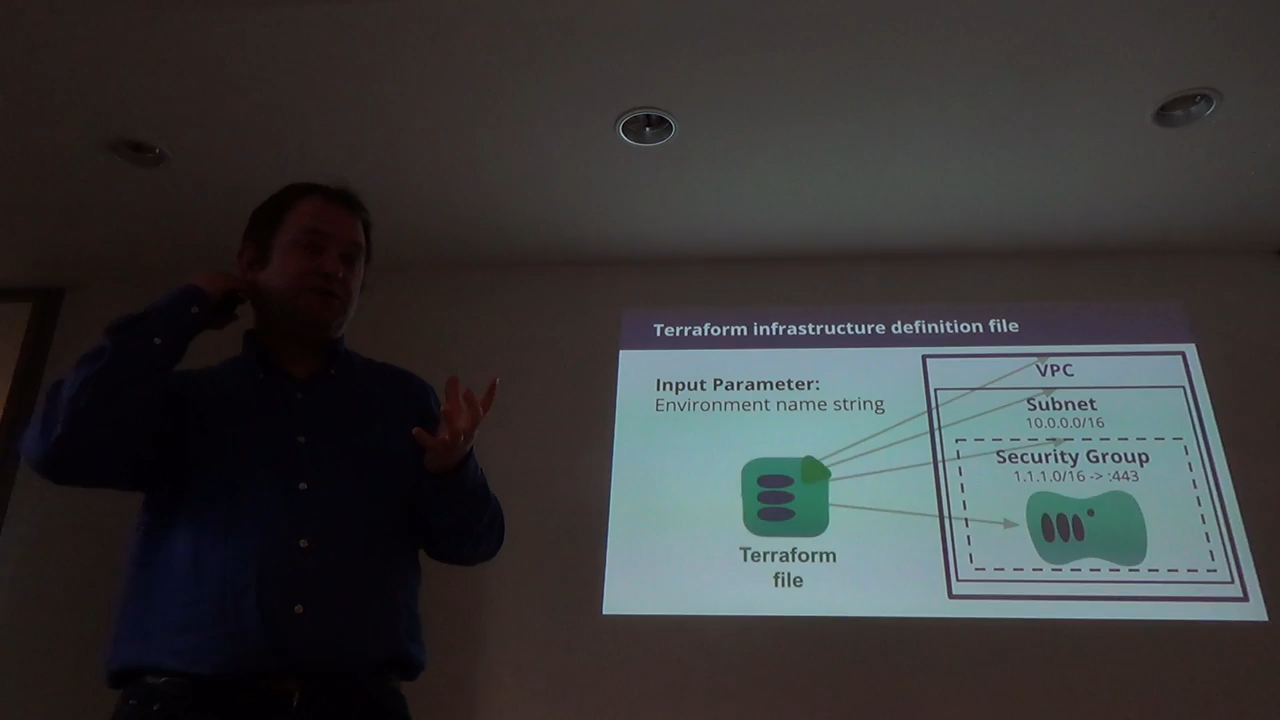 Terraform infrastructure definition file
Input Parameter:
Environment name string
VPC
Subnet
10.0.0.0/16
Security Group
1.1.1.0/16 -> :443
Terraform
file